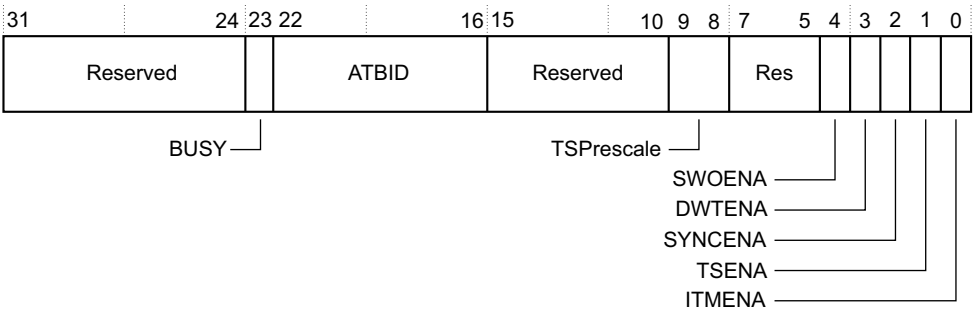 31 24 23 22 16 15 10 9 8 7 5 4 3 2 1 0
Reserved ATBID Reserved Res
BUSY TSPrescale
SWOENA
DWTENA
SYNCENA
TSENA
ITMENA